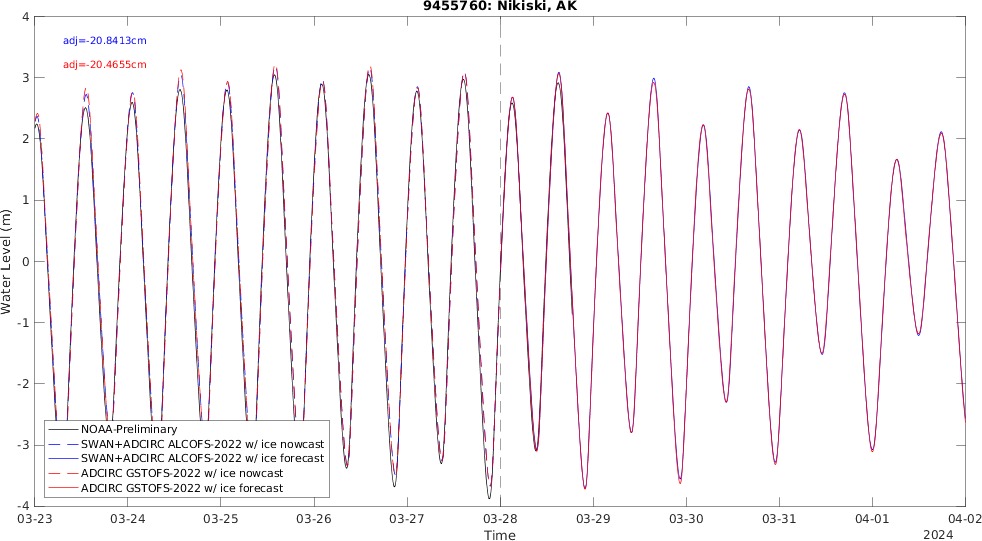 9455760: Nikiski, AK
adj=-20.8413cm
adj=-20.4655cm
Water Level (m)
4
3
2
1
0
-1
-2
-3
-4
NOAA-Preliminary
SWAN+ADCIRC ALCOFS-2022 w/ ice nowcast
SWAN+ADCIRC ALCOFS-2022 w/ ice forecast
ADCIRC GSTOFS-2022 w/ ice nowcast
ADCIRC GSTOFS-2022 w/ ice forecast
03-23 03-24 03-25 03-26 03-27 03-28 03-29 03-30 03-31 04-01 04-02
Time
2024